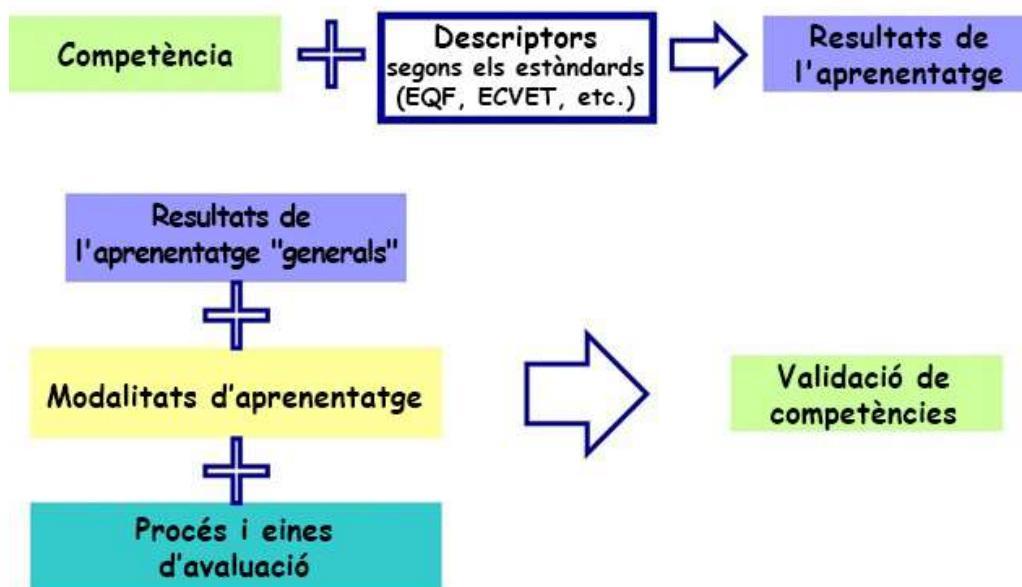 Competència
Descriptors
segons els estàndards
(EQF, ECVET, etc.)
Resultats de
l'aprenentatge
Resultats de
l'aprenentatge "generals"
Modalitats d’aprenentatge
Procés i eines
d’avaluació
Validació de
competències